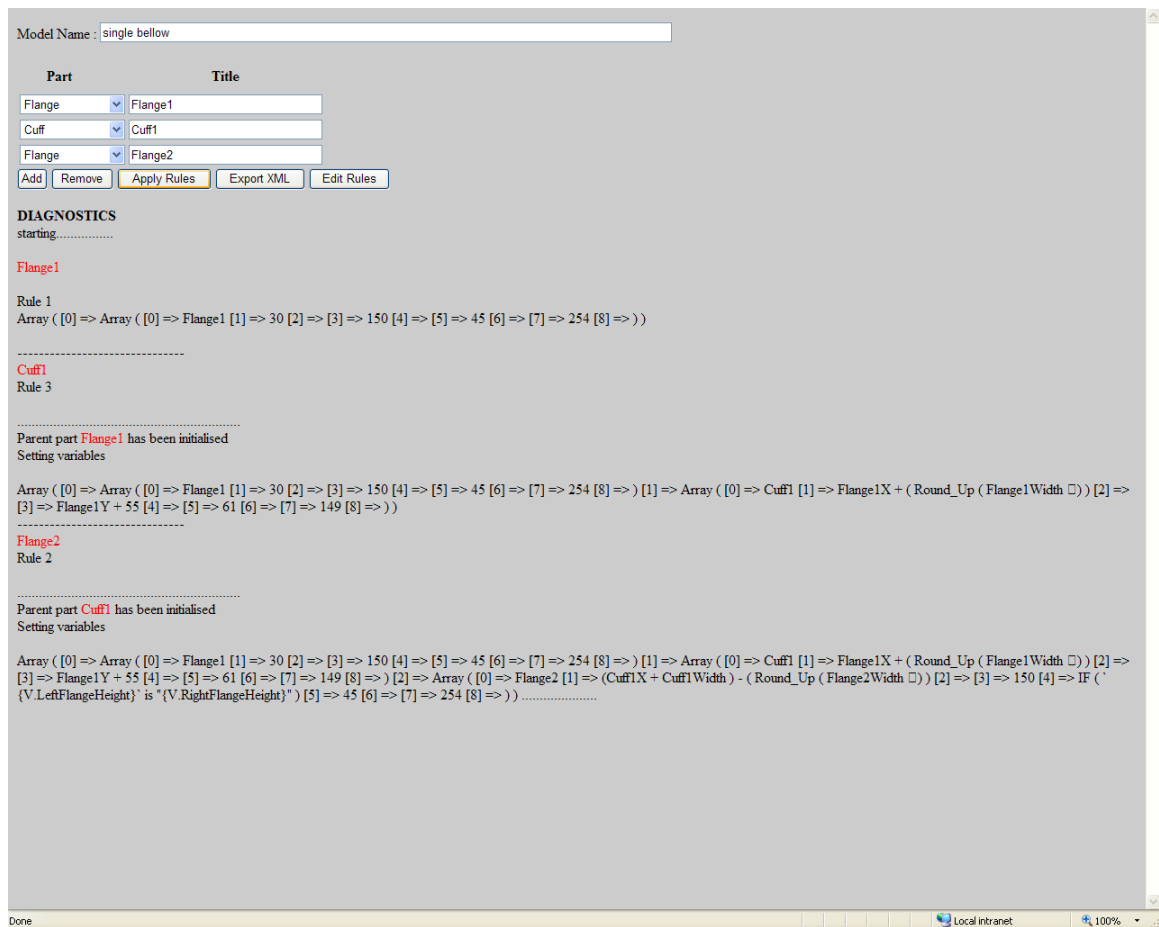 Model Name : single bellow
Part Title
Flange Flange1
Cuff Cuff1
Flange Flange2
Add Remove Apply Rules Export XML Edit Rules
DIAGNOSTICS
starting................
Flange1
Rule 1
Array ( [0] => Array ( [0] => Flange1 [1] => 30 [2] => [3] => 150 [4] => [5] => 45 [6] => [7] => 254 [8] => ) )
-------------------------------
Cuff1
Rule 3
...............................................................
Parent part Flange1 has been initialised
Setting variables
Array ( [0] => Array ( [0] => Flange1 [1] => 30 [2] => [3] => 150 [4] => [5] => 45 [6] => [7] => 254 [8] => ) [1] => Array ( [0] => Cuff1 [1] => Flange1X + ( Round_Up ( Flange1Width □) ) [2] =>
[3] => Flange1Y + 55 [4] => [5] => 61 [6] => [7] => 149 [8] => ) )
-------------------------------
Flange2
Rule 2
...............................................................
Parent part Cuff1 has been initialised
Setting variables
Array ( [0] => Array ( [0] => Flange1 [1] => 30 [2] => [3] => 150 [4] => [5] => 45 [6] => [7] => 254 [8] => ) [1] => Array ( [0] => Cuff1 [1] => Flange1X + ( Round_Up ( Flange1Width □) ) [2] =>
[3] => Flange1Y + 55 [4] => [5] => 61 [6] => [7] => 149 [8] => ) [2] => Array ( [0] => Flange2 [1] => (Cuff1X + Cuff1Width ) - ( Round_Up ( Flange2Width □) ) [2] => [3] => 150 [4] => IF ( `
{V.LeftFlangeHeight}` is "{V.RightFlangeHeight}" ) [5] => 45 [6] => [7] => 254 [8] => ) ) .....................
Done Local intranet 100%